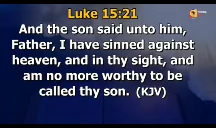 Luke 15:21
And the son said unto him,
Father, I have sinned against
heaven, and in thy sight, and
am no more worthy to be
called thy son. (KJV)